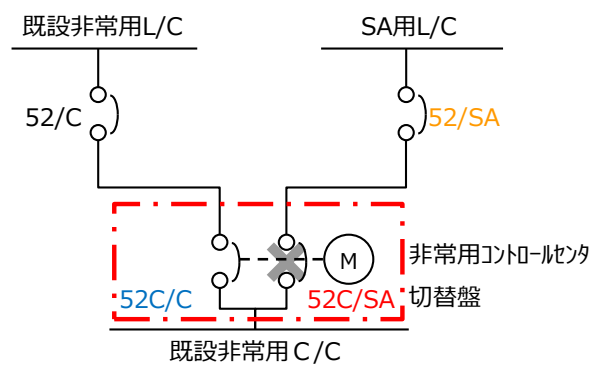 既設非常用L/C
SA用L/C
52/C
52/SA
M
非常用ｺﾝﾄﾛｰﾙｾﾝﾀ
切替盤
52C/C
52C/SA
既設非常用Ｃ/Ｃ